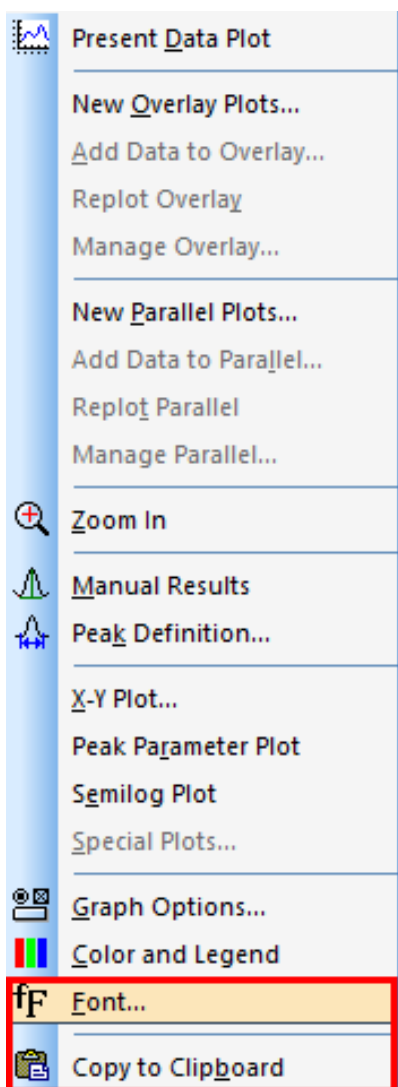 Present Data Plot
New Overlay Plots...
Add Data to Overlay...
Replot Overlay
Manage Overlay...
New Parallel Plots...
Add Data to Parallel...
Replot Parallel
Manage Parallel...
Zoom In
Manual Results
Peak Definition...
X-Y Plot...
Peak Parameter Plot
Semilog Plot
Special Plots...
Graph Options...
Color and Legend
fF Font...
Copy to Clipboard